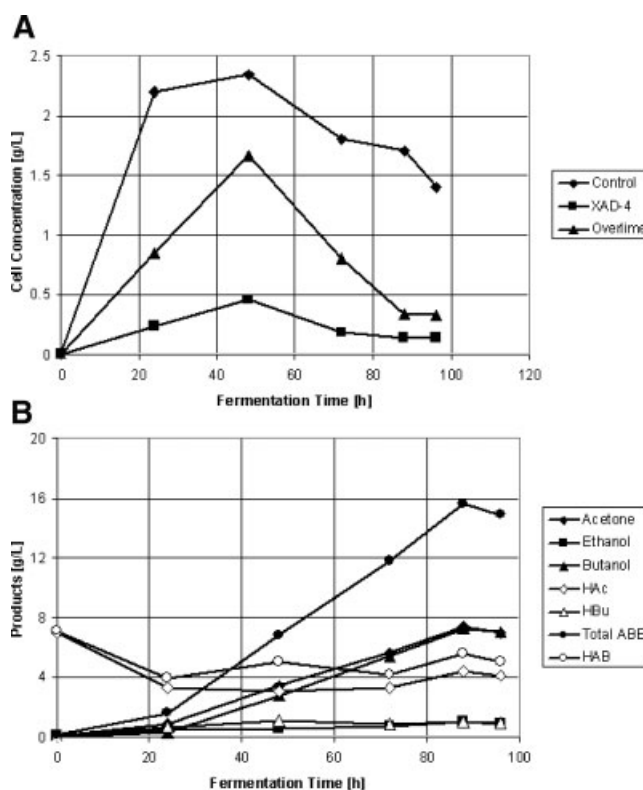 A
2.5
2
1.5
1
0.5
0
Cell Concentration [g/L]
0 20 40 60 80 100 120
Fermentation Time [h]
Control
XAD-4
Overlime
B
20
16
12
8
4
0
Products [g/L]
0 20 40 60 80 100
Fermentation Time [h]
Acetone
Ethanol
Butanol
HAc
HBu
Total ABE
HAB